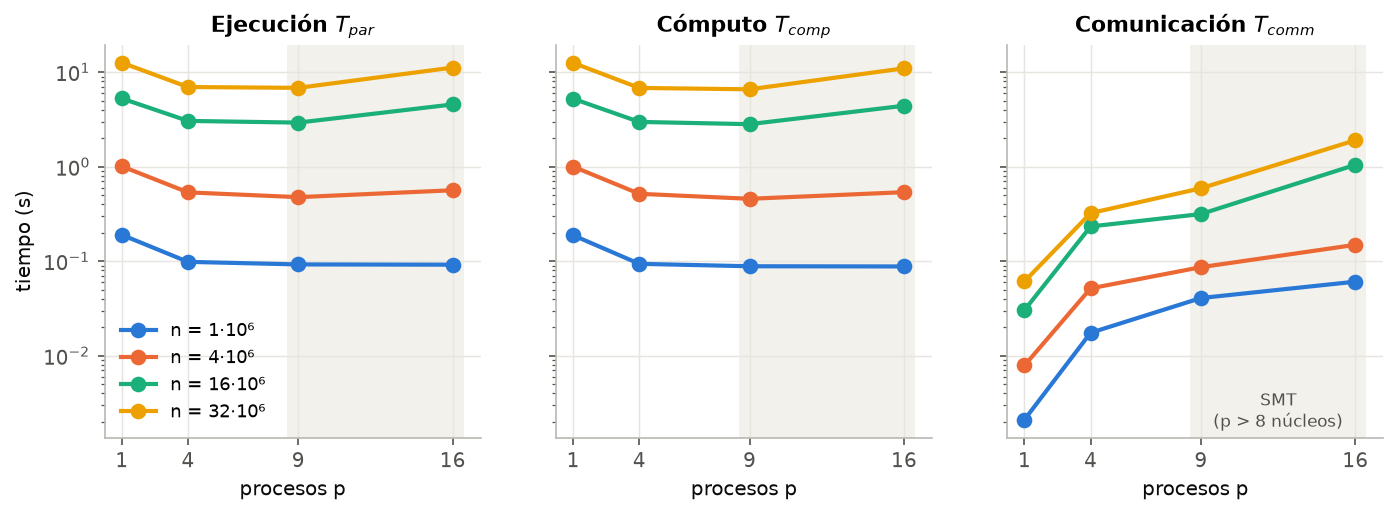 Ejecución T_par
Cómputo T_comp
Comunicación T_comm
tiempo (s)
10¹
10⁰
10⁻¹
10⁻²
n = 1·10⁶
n = 4·10⁶
n = 16·10⁶
n = 32·10⁶
SMT
(p > 8 núcleos)
1 4 9 16
1 4 9 16
1 4 9 16
procesos p
procesos p
procesos p